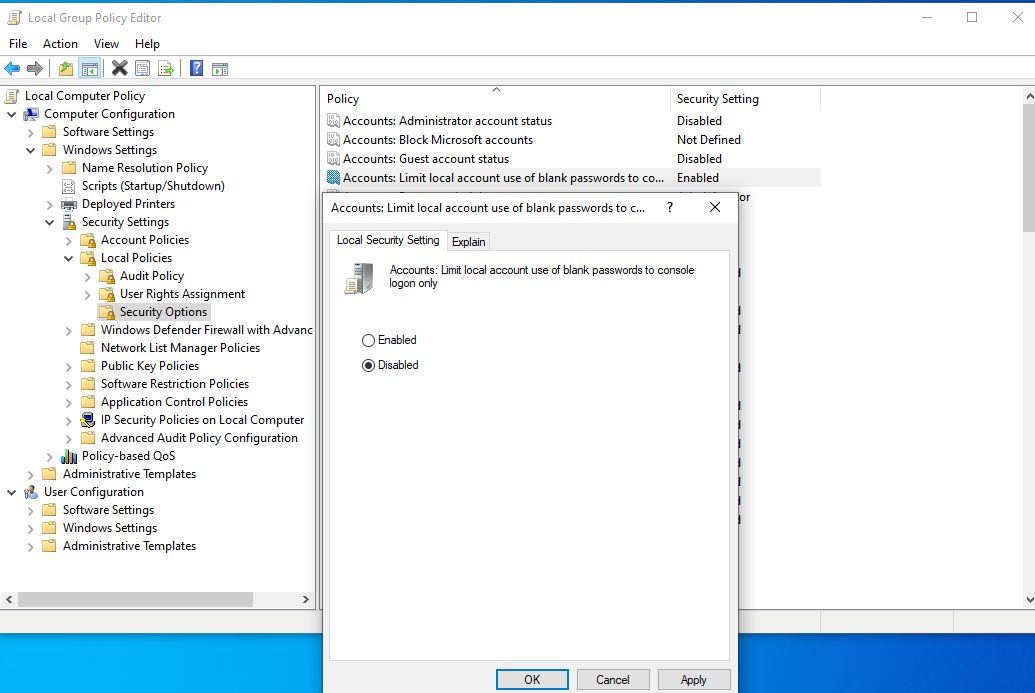 Local Group Policy Editor
File Action View Help
Local Computer Policy
Computer Configuration
Software Settings
Windows Settings
Name Resolution Policy
Scripts (Startup/Shutdown)
Deployed Printers
Security Settings
Account Policies
Local Policies
Audit Policy
User Rights Assignment
Security Options
Windows Defender Firewall with Advanc
Network List Manager Policies
Public Key Policies
Software Restriction Policies
Application Control Policies
IP Security Policies on Local Computer
Advanced Audit Policy Configuration
Policy-based QoS
Administrative Templates
User Configuration
Software Settings
Windows Settings
Administrative Templates
Policy Security Setting
Accounts: Administrator account status Disabled
Accounts: Block Microsoft accounts Not Defined
Accounts: Guest account status Disabled
Accounts: Limit local account use of blank passwords to co... Enabled
Accounts: Limit local account use of blank passwords to c... ?
Local Security Setting Explain
Accounts: Limit local account use of blank passwords to console
logon only
Enabled
Disabled
OK Cancel Apply